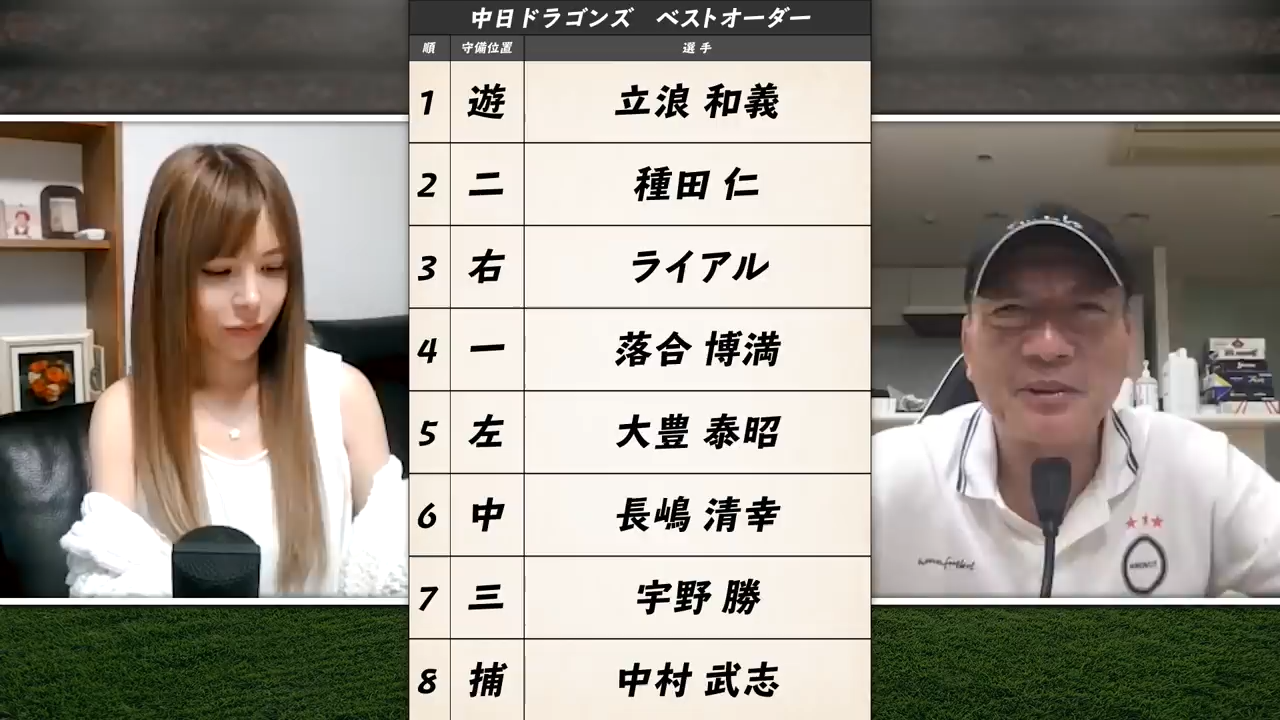 中日ドラゴンズ　ベストオーダー
順 守備位置 選手
1 遊 立浪 和義
2 二 種田 仁
3 右 ライアル
4 一 落合 博満
5 左 大豊 泰昭
6 中 長嶋 清幸
7 三 宇野 勝
8 捕 中村 武志